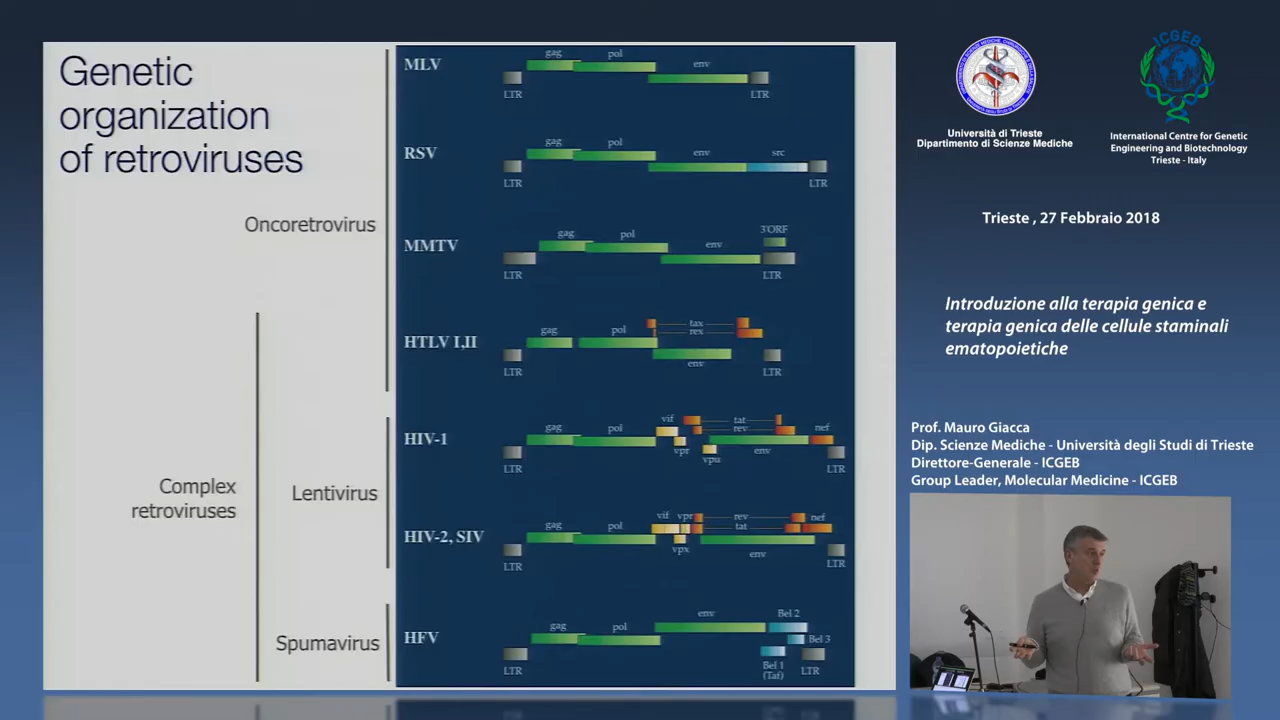 Genetic
organization
of retroviruses
Oncoretrovirus
Complex
retroviruses
Lentivirus
Spumavirus
MLV
gag
pol
env
LTR
LTR
RSV
gag
pol
env
src
LTR
LTR
MMTV
gag
pol
env
3'ORF
LTR
LTR
HTLV I,II
gag
pol
tax
rex
env
LTR
LTR
HIV-1
gag
pol
vif
tat
rev
nef
vpr
vpu
env
LTR
LTR
HIV-2, SIV
gag
pol
vif
vpr
rev
tat
nef
vpx
env
LTR
LTR
HFV
gag
pol
env
Bel 2
Bel 3
Bel 1
(Taf)
LTR
LTR
ICGEB
Università di Trieste
Dipartimento di Scienze Mediche
International Centre for Genetic
Engineering and Biotechnology
Trieste - Italy
Trieste , 27 Febbraio 2018
Introduzione alla terapia genica e
terapia genica delle cellule staminali
ematopoietiche
Prof. Mauro Giacca
Dip. Scienze Mediche - Università degli Studi di Trieste
Direttore-Generale - ICGEB
Group Leader, Molecular Medicine - ICGEB